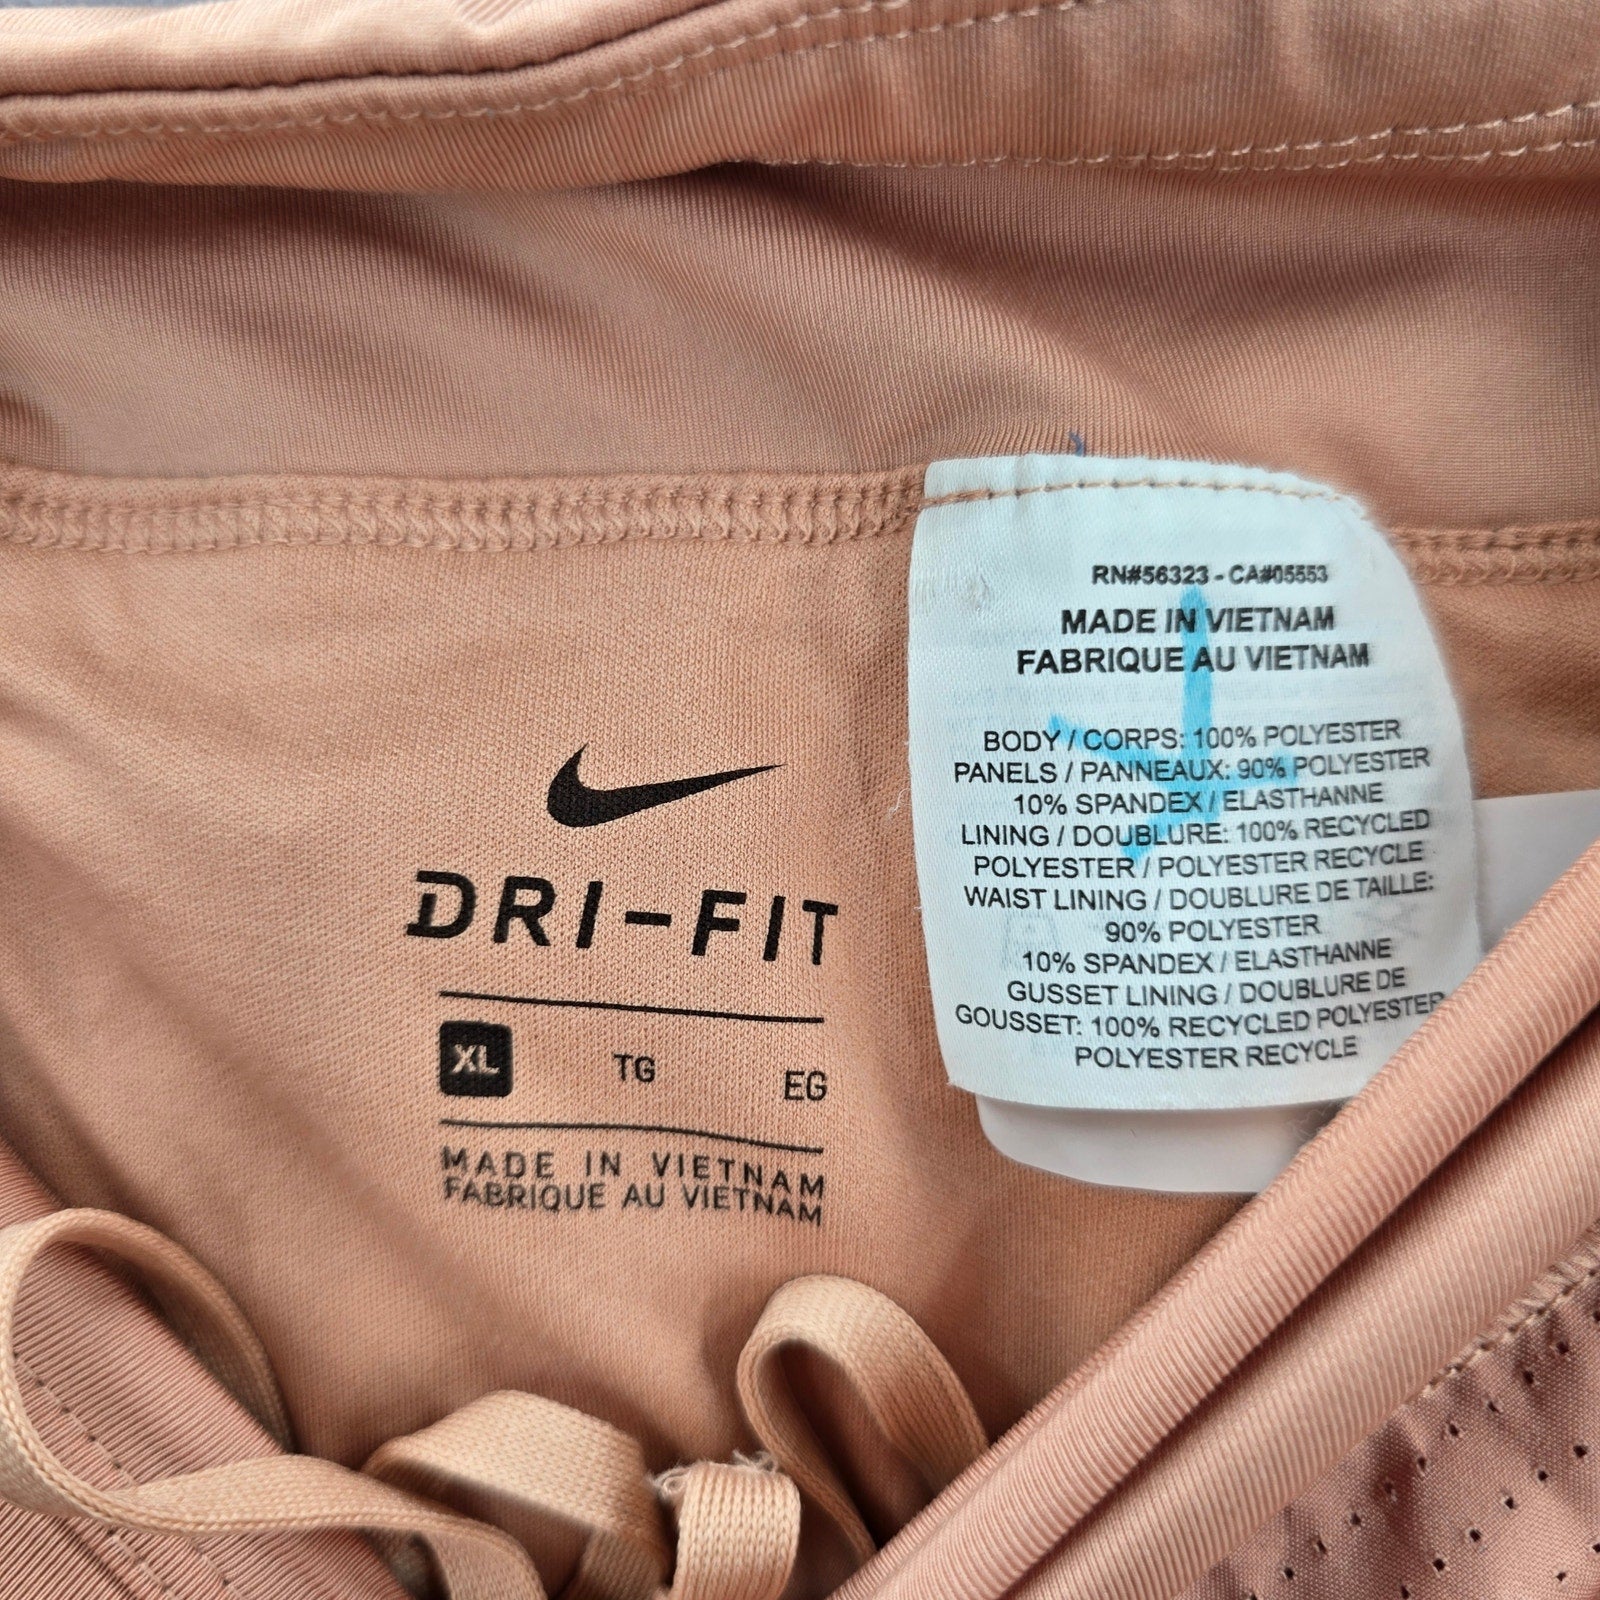 DRI-FIT
XL TG EG
MADE IN VIETNAM
FABRIQUE AU VIETNAM
RN#56323 - CA#05553
MADE IN VIETNAM
FABRIQUE AU VIETNAM
BODY / CORPS: 100% POLYESTER
PANELS / PANNEAUX: 90% POLYESTER
10% SPANDEX / ELASTHANNE
LINING / DOUBLURE: 100% RECYCLED
POLYESTER / POLYESTER RECYCLE
WAIST LINING / DOUBLURE DE TAILLE:
90% POLYESTER
10% SPANDEX / ELASTHANNE
GUSSET LINING / DOUBLURE DE
GOUSSET: 100% RECYCLED POLYESTER
POLYESTER RECYCLE